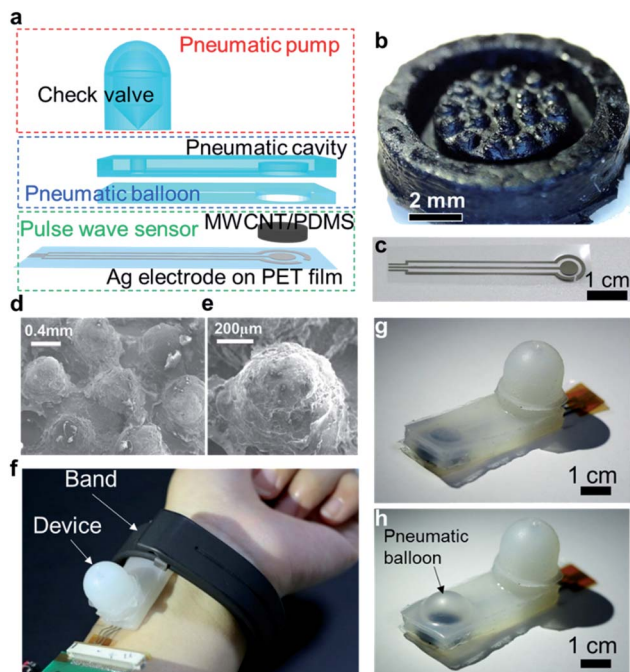 a
Pneumatic pump
Check valve
Pneumatic cavity
Pneumatic balloon
Pulse wave sensor
MWCNT/PDMS
Ag electrode on PET film
b
2 mm
c
1 cm
d
0.4mm
e
200μm
f
Band
Device
g
1 cm
h
Pneumatic
balloon
1 cm